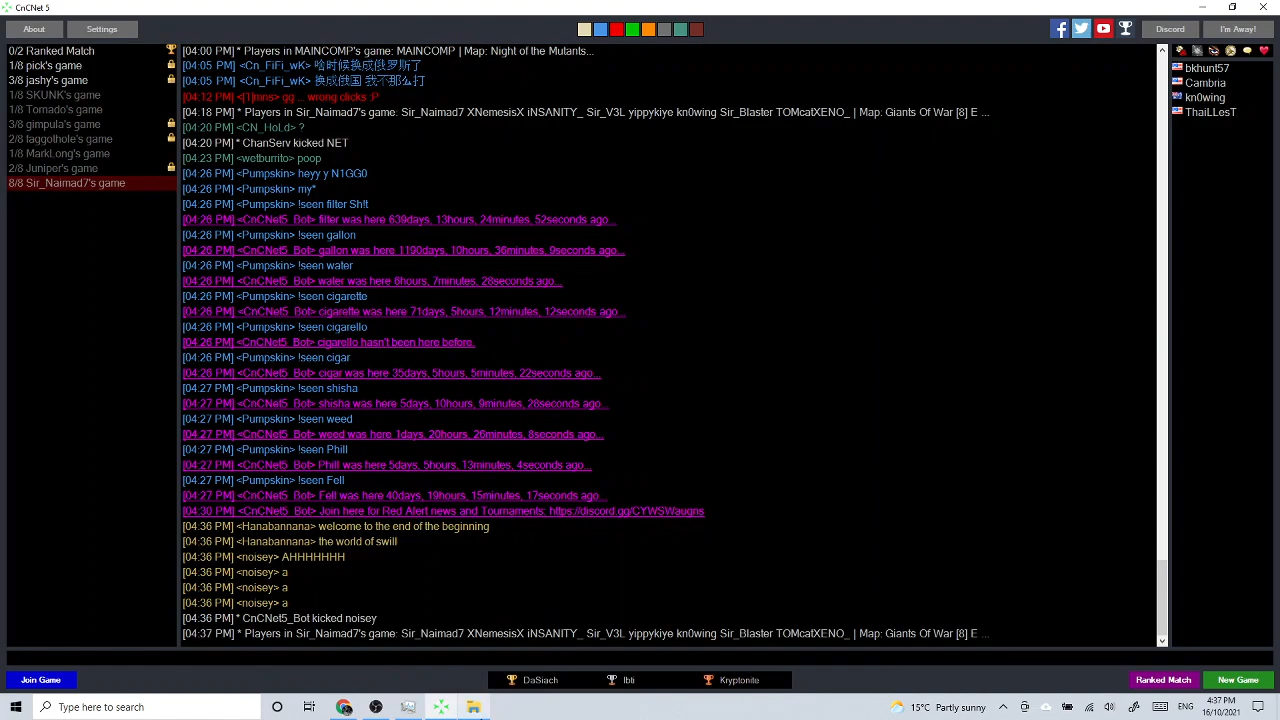 CnCNet 5
About Settings Discord I'm Away!
0/2 Ranked Match
1/8 pick's game
3/8 jashy's game
1/8 SKUNK's game
1/8 Tomado's game
3/8 gimpula's game
2/8 faggothole's game
1/8 MarkLong's game
2/8 Juniper's game
8/8 Sir_Naimad7's game
[04:00 PM] * Players in MAINCOMP's game: MAINCOMP | Map: Night of the Mutants...
[04:05 PM] <Cn_FiFi_wK> 啥时候换成俄罗斯了
[04:05 PM] <Cn_FiFi_wK> 换成俄国 我不那么打
[04:12 PM] <[1]mns> gg ... wrong clicks :P
[04:18 PM] * Players in Sir_Naimad7's game: Sir_Naimad7 XNemesisX iNSANITY_ Sir_V3L yippykiye kn0wing Sir_Blaster TOMcatXENO_ | Map: Giants Of War [8] E ...
[04:20 PM] <CN_HoLd> ?
[04:20 PM] * ChanServ kicked NET
[04:23 PM] <wetburrito> poop
[04:26 PM] <Pumpskin> heyy y N1GG0
[04:26 PM] <Pumpskin> my*
[04:26 PM] <Pumpskin> !seen filter Sh!t
[04:26 PM] <CnCNet5_Bot> filter was here 639days, 13hours, 24minutes, 52seconds ago...
[04:26 PM] <Pumpskin> !seen gallon
[04:26 PM] <CnCNet5_Bot> gallon was here 1190days, 10hours, 36minutes, 9seconds ago...
[04:26 PM] <Pumpskin> !seen water
[04:26 PM] <CnCNet5_Bot> water was here 6hours, 7minutes, 28seconds ago...
[04:26 PM] <Pumpskin> !seen cigarette
[04:26 PM] <CnCNet5_Bot> cigarette was here 71days, 5hours, 12minutes, 12seconds ago...
[04:26 PM] <Pumpskin> !seen cigarello
[04:26 PM] <CnCNet5_Bot> cigarello hasn't been here before.
[04:26 PM] <Pumpskin> !seen cigar
[04:26 PM] <CnCNet5_Bot> cigar was here 35days, 5hours, 5minutes, 22seconds ago...
[04:27 PM] <Pumpskin> !seen shisha
[04:27 PM] <CnCNet5_Bot> shisha was here 5days, 10hours, 9minutes, 28seconds ago...
[04:27 PM] <Pumpskin> !seen weed
[04:27 PM] <CnCNet5_Bot> weed was here 1days, 20hours, 26minutes, 8seconds ago...
[04:27 PM] <Pumpskin> !seen Phill
[04:27 PM] <CnCNet5_Bot> Phill was here 5days, 5hours, 13minutes, 4seconds ago...
[04:27 PM] <Pumpskin> !seen Fell
[04:27 PM] <CnCNet5_Bot> Fell was here 40days, 19hours, 15minutes, 17seconds ago...
[04:30 PM] <CnCNet5_Bot> Join here for Red Alert news and Tournaments: https://discord.gg/CYWSWaugns
[04:36 PM] <Hanabannana> welcome to the end of the beginning
[04:36 PM] <Hanabannana> the world of swill
[04:36 PM] <noisey> AHHHHHHH
[04:36 PM] <noisey> a
[04:36 PM] <noisey> a
[04:36 PM] <noisey> a
[04:36 PM] * CnCNet5_Bot kicked noisey
[04:37 PM] * Players in Sir_Naimad7's game: Sir_Naimad7 XNemesisX iNSANITY_ Sir_V3L yippykiye kn0wing Sir_Blaster TOMcatXENO_ | Map: Giants Of War [8] E ...
bkhunt57
Cambria
kn0wing
ThaiLLesT
Join Game DaSiach Ibti Kryptonite Ranked Match New Game
Type here to search 15°C Partly sunny ENG 4:37 PM
16/10/2021